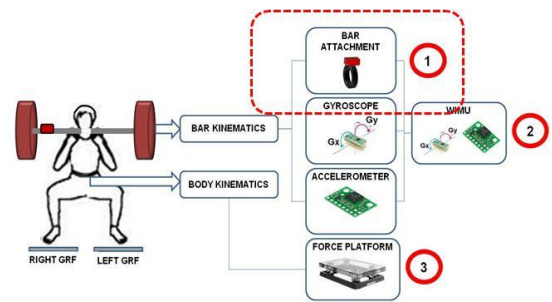 BAR
ATTACHMENT
1
GYROSCOPE
Gy
Gx
WIMU
Gy
Gx
2
BAR KINEMATICS
BODY KINEMATICS
ACCELEROMETER
FORCE PLATFORM
3
RIGHT GRF
LEFT GRF